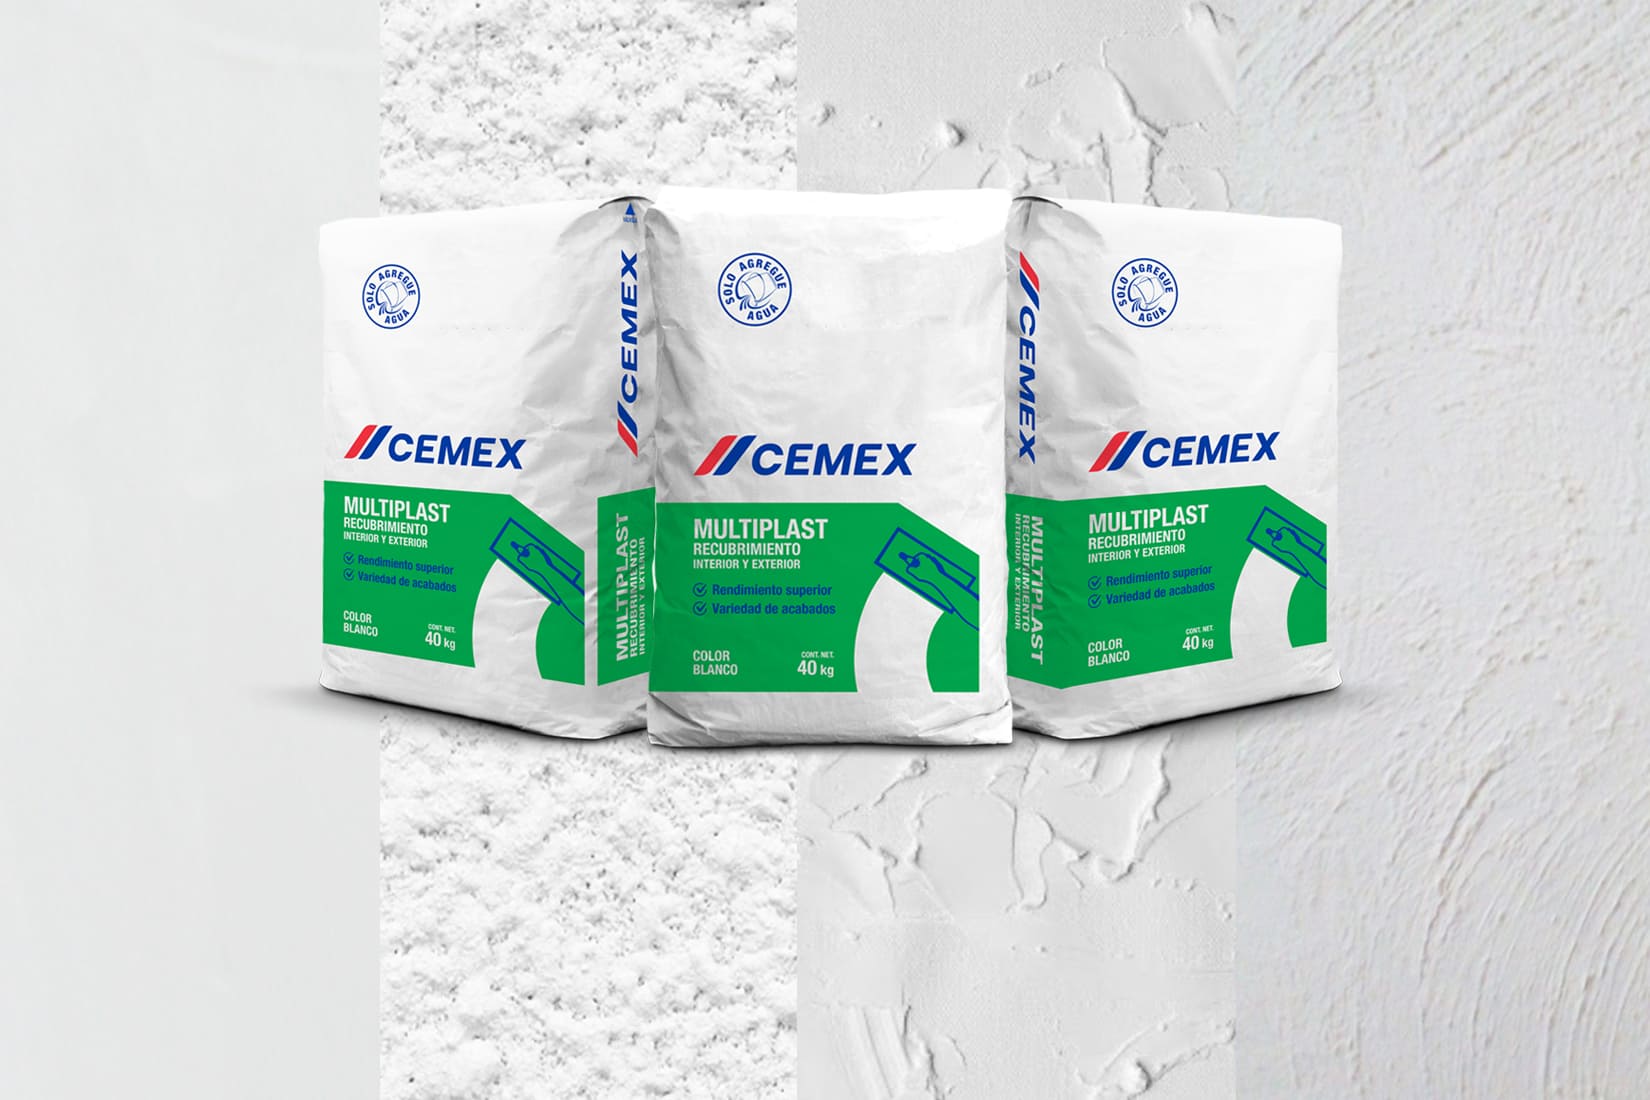 SOLO AGREGUE
AGUA
CEMEX
MULTIPLAST
RECUBRIMIENTO
INTERIOR Y EXTERIOR
Rendimiento superior
Variedad de acabados
COLOR
BLANCO
CONT. NET.
40 kg
CEMEX
MULTIPLAST
RECUBRIMIENTO
INTERIOR Y EXTERIOR
SOLO AGREGUE
AGUA
CEMEX
MULTIPLAST
RECUBRIMIENTO
INTERIOR Y EXTERIOR
Rendimiento superior
Variedad de acabados
COLOR
BLANCO
CONT. NET.
40 kg
CEMEX
MULTIPLAST
RECUBRIMIENTO
INTERIOR Y EXTERIOR
SOLO AGREGUE
AGUA
CEMEX
MULTIPLAST
RECUBRIMIENTO
INTERIOR Y EXTERIOR
Rendimiento superior
Variedad de acabados
COLOR
BLANCO
CONT. NET.
40 kg